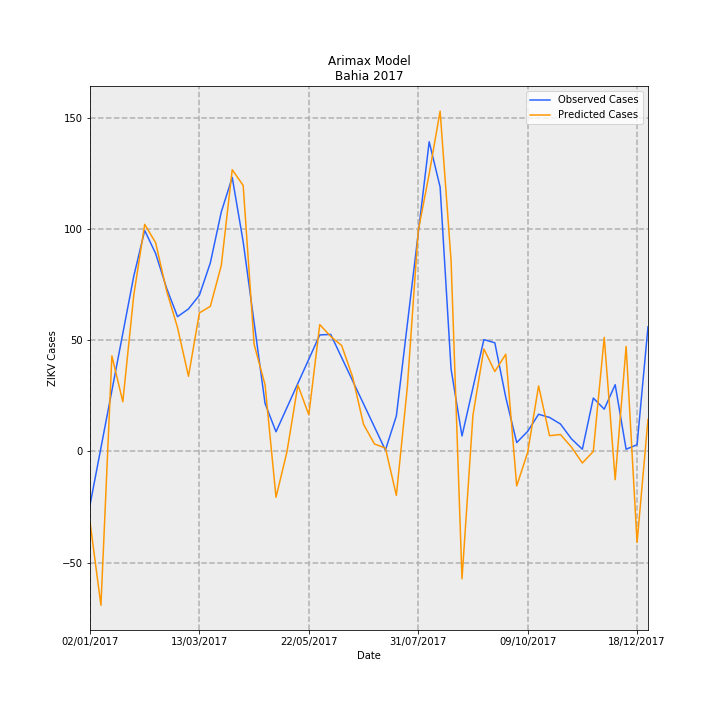 Arimax Model
Bahia 2017
Observed Cases
Predicted Cases
150
100
50
0
−50
ZIKV Cases
02/01/2017 13/03/2017 22/05/2017 31/07/2017 09/10/2017 18/12/2017
Date